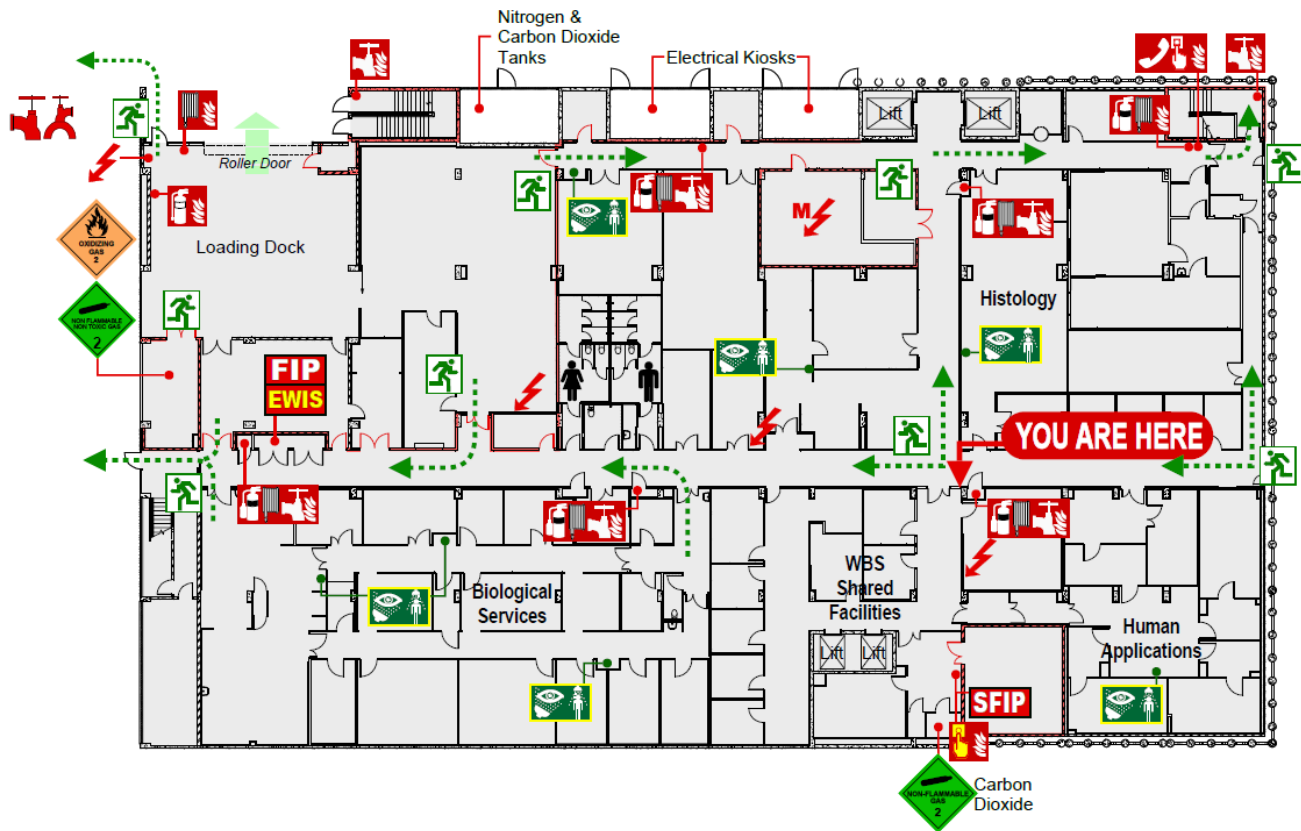 Nitrogen &
Carbon Dioxide
Tanks
Electrical Kiosks
Lift
Lift
Roller Door
Loading Dock
OXIDIZING
GAS
2
M
Histology
NON FLAMMABLE
NON TOXIC GAS
2
FIP
EWIS
YOU ARE HERE
WBS
Shared
Facilities
Biological
Services
Human
Applications
Lift
Lift
SFIP
NON-FLAMMABLE
GAS
2
Carbon
Dioxide